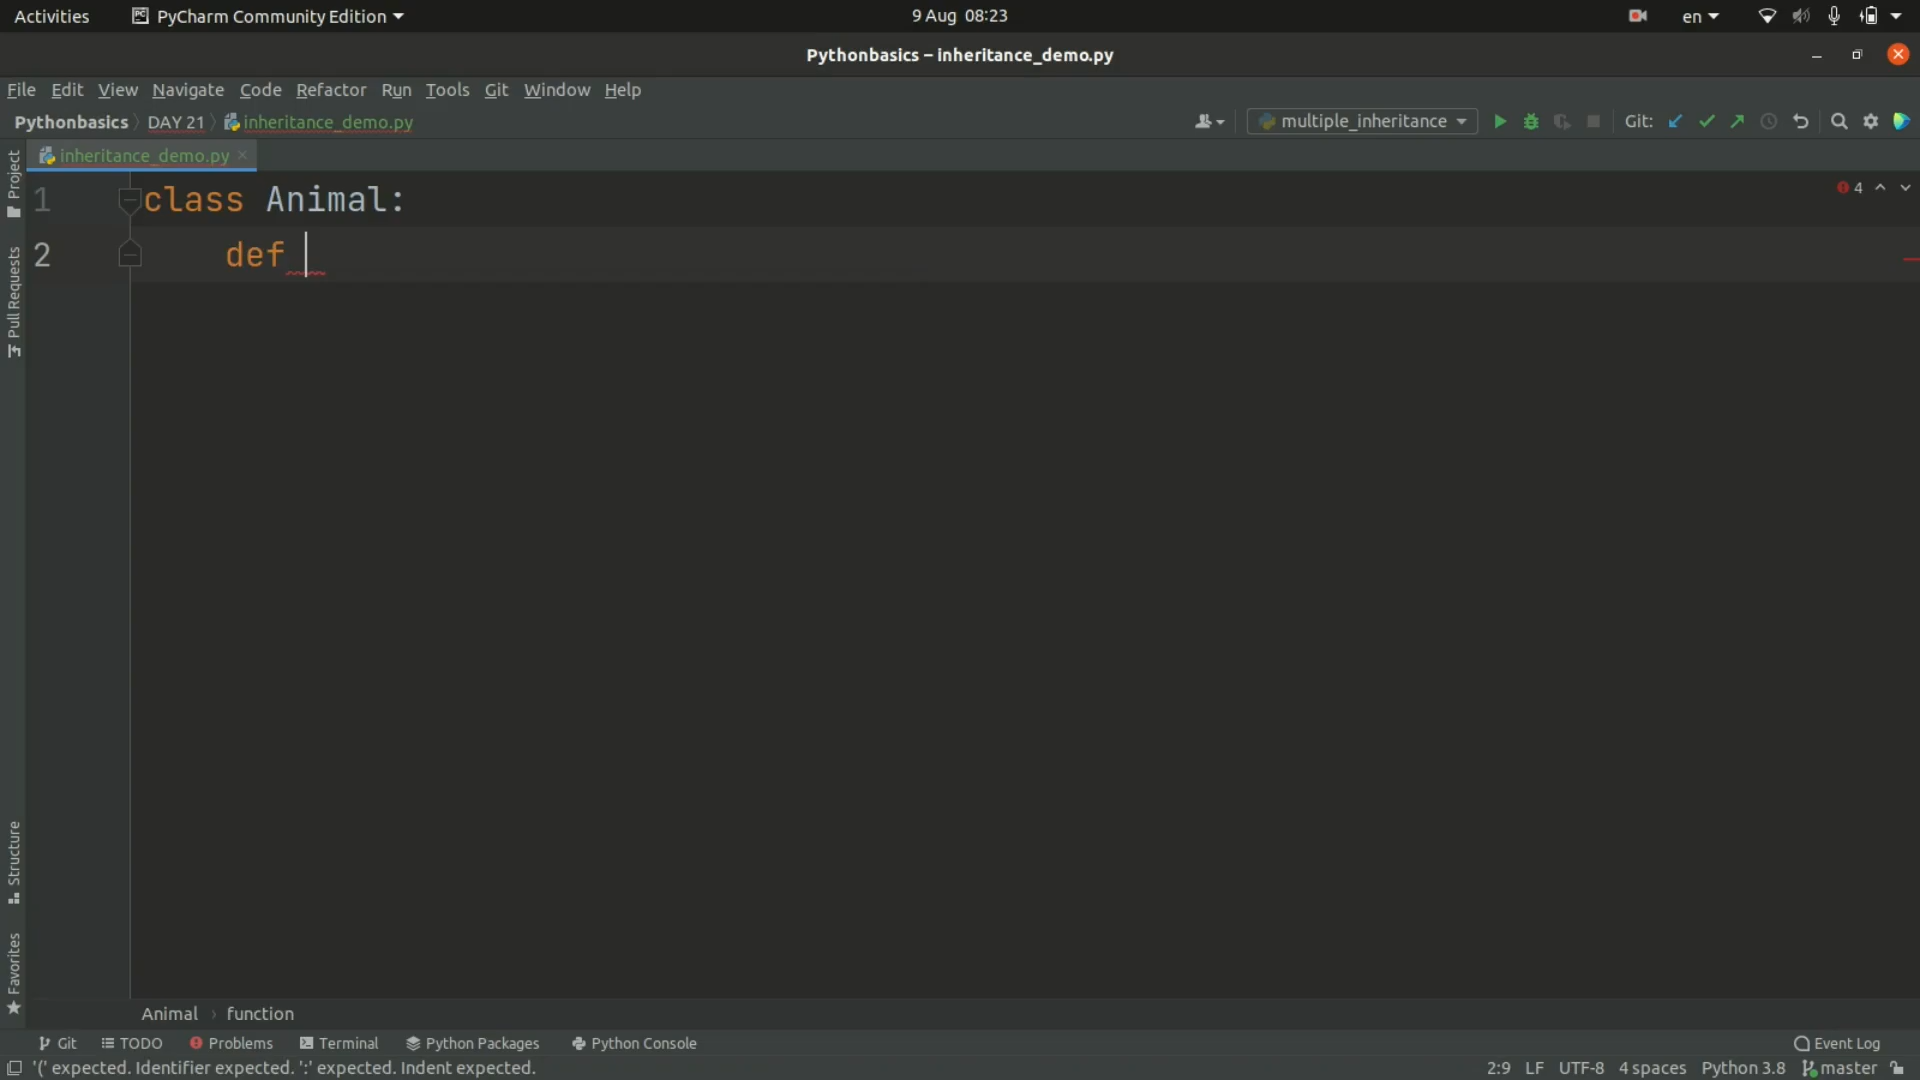 Activities PyCharm Community Edition 9 Aug 08:23 en
Pythonbasics – inheritance_demo.py
File Edit View Navigate Code Refactor Run Tools Git Window Help
Pythonbasics DAY 21 inheritance_demo.py multiple_inheritance Git:
inheritance_demo.py
Project
Pull Requests
Structure
Favorites
1 class Animal: 4
2 def
Animal › function
Git TODO Problems Terminal Python Packages Python Console Event Log
'(' expected. Identifier expected. ':' expected. Indent expected. 2:9 LF UTF-8 4 spaces Python 3.8 master